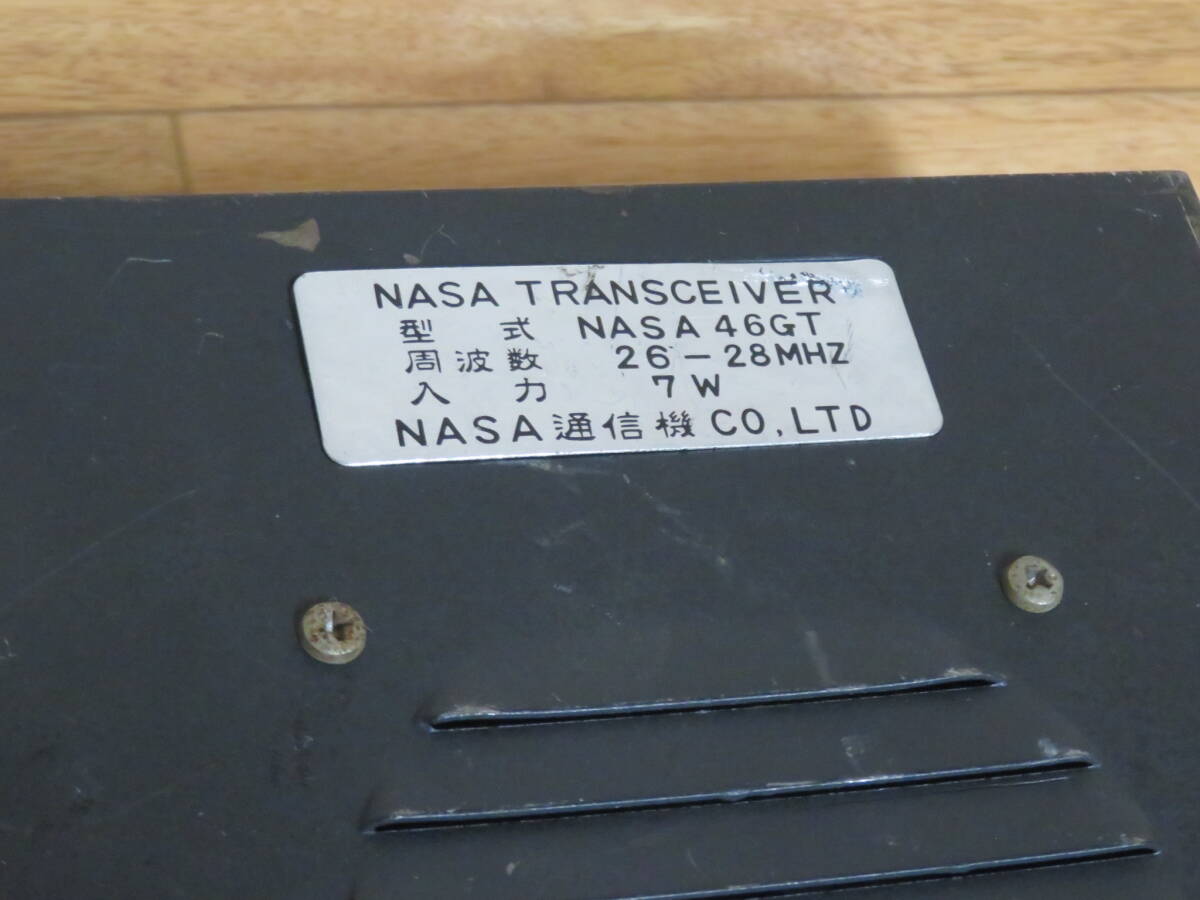 NASA TRANSCEIVER
型 式 NASA 46GT
周波数 26-28MHZ
入 力 7W
NASA通信機 CO,LTD